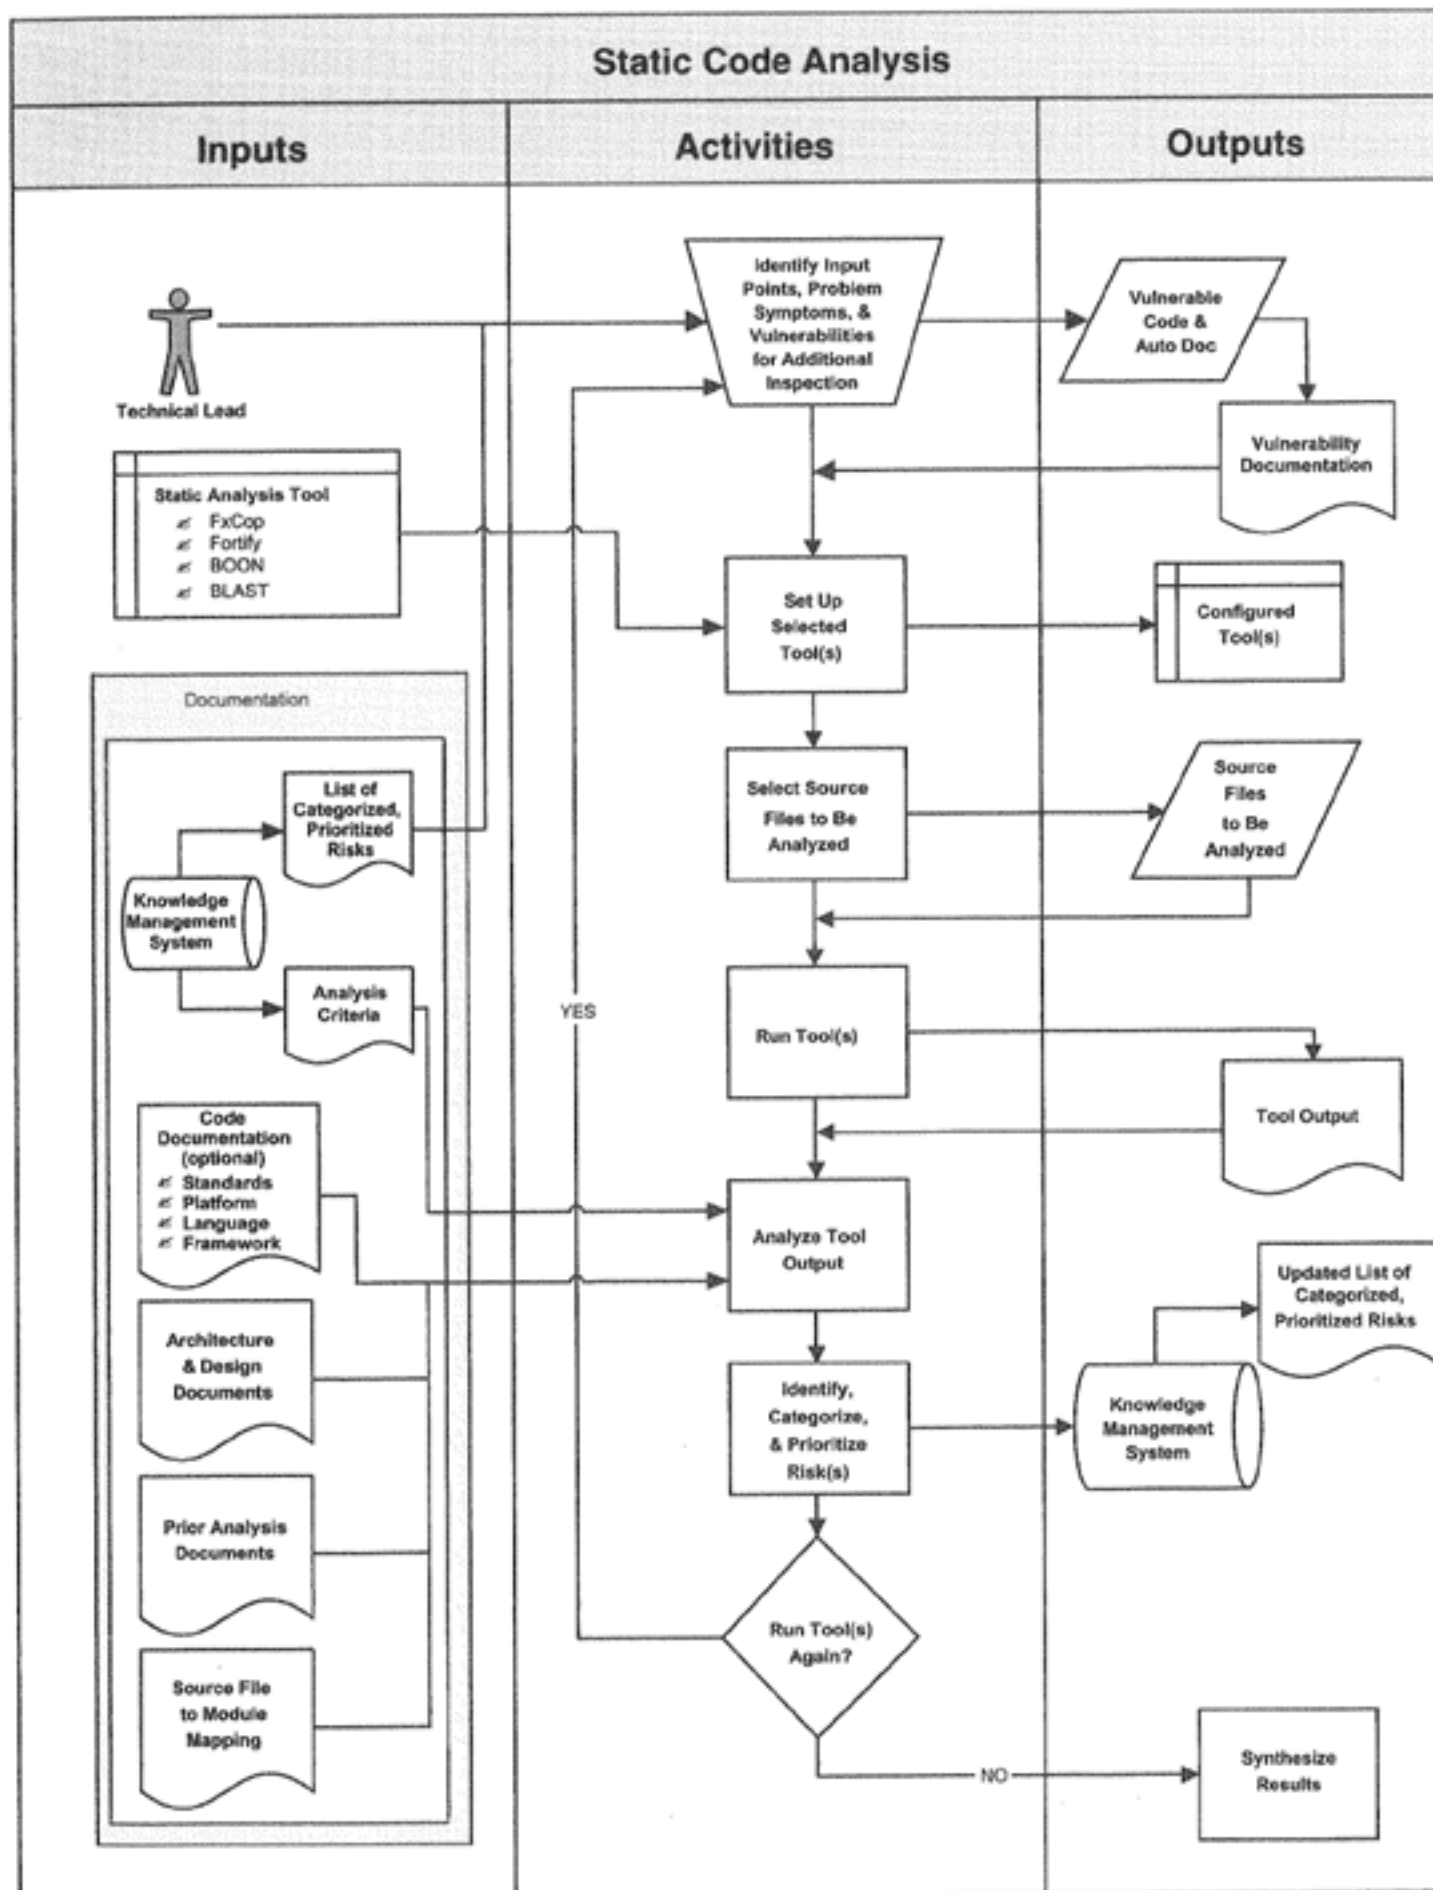 Static Code Analysis
Inputs
Activities
Outputs
Technical Lead
Static Analysis Tool
FxCop
Fortify
BOON
BLAST
Documentation
List of
Categorized,
Prioritized
Risks
Knowledge
Management
System
Analysis
Criteria
Code
Documentation
(optional)
Standards
Platform
Language
Framework
Architecture
& Design
Documents
Prior Analysis
Documents
Source File
to Module
Mapping
Identify Input
Points, Problem
Symptoms, &
Vulnerabilities
for Additional
Inspection
Set Up
Selected
Tool(s)
Select Source
Files to Be
Analyzed
YES
Run Tool(s)
Analyze Tool
Output
Identify,
Categorize,
& Prioritize
Risk(s)
Run Tool(s)
Again?
NO
Vulnerable
Code &
Auto Doc
Vulnerability
Documentation
Configured
Tool(s)
Source
Files
to Be
Analyzed
Tool Output
Updated List of
Categorized,
Prioritized Risks
Knowledge
Management
System
Synthesize
Results